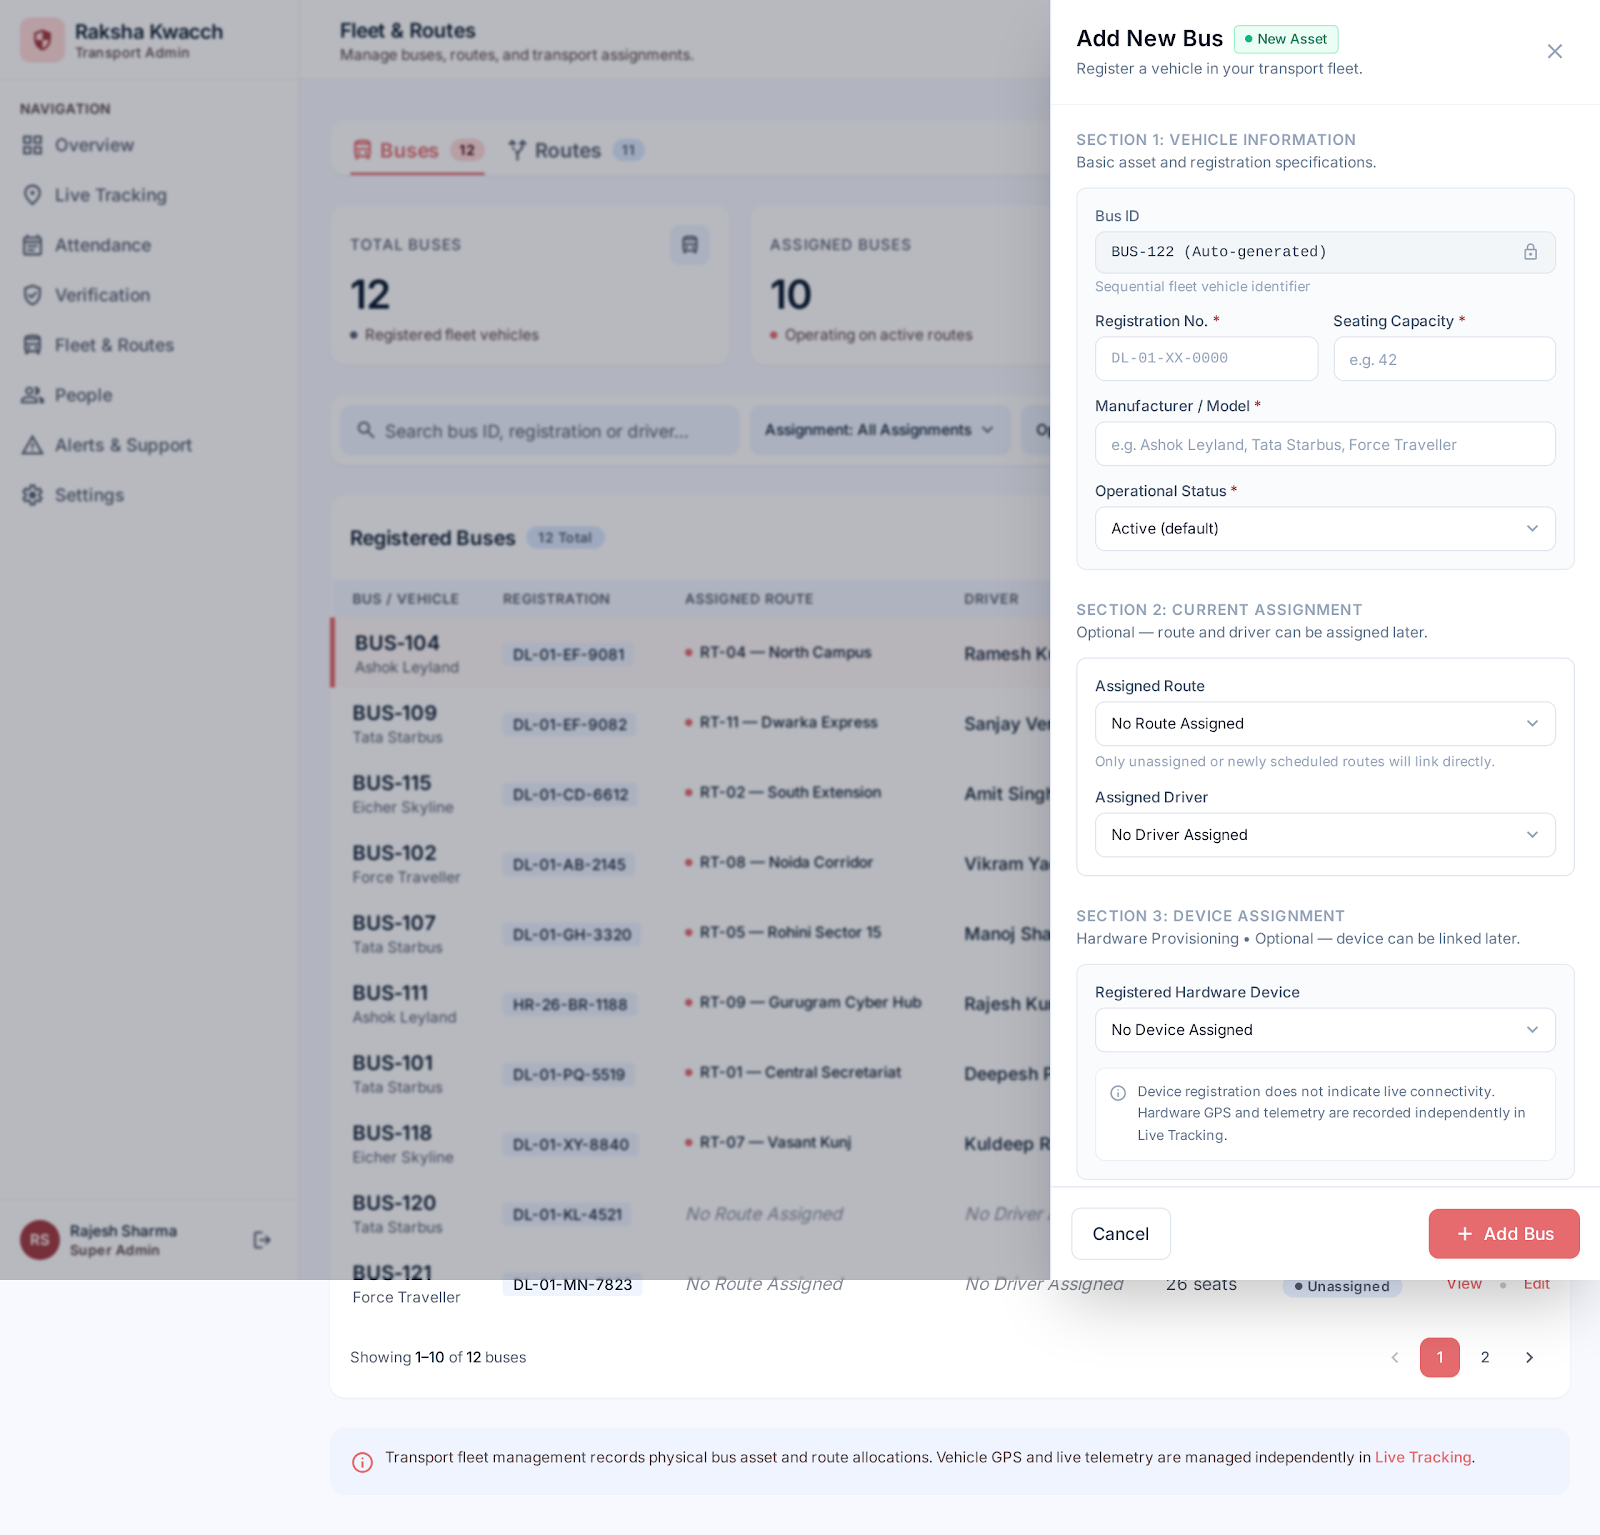 Raksha Kwacch
Transport Admin
NAVIGATION
Overview
Live Tracking
Attendance
Verification
Fleet & Routes
People
Alerts & Support
Settings
RS
Rajesh Sharma
Super Admin
Fleet & Routes
Manage buses, routes, and transport assignments.
Buses 12 Routes 11
TOTAL BUSES
12
Registered fleet vehicles
ASSIGNED BUSES
10
Operating on active routes
Search bus ID, registration or driver... Assignment: All Assignments
Registered Buses 12 Total
BUS / VEHICLE REGISTRATION ASSIGNED ROUTE DRIVER
BUS-104 DL-01-EF-9081 RT-04 — North Campus Ramesh
Ashok Leyland
BUS-109 DL-01-EF-9082 RT-11 — Dwarka Express Sanjay
Tata Starbus
BUS-115 DL-01-CD-6612 RT-02 — South Extension Amit Singh
Eicher Skyline
BUS-102 DL-01-AB-2145 RT-08 — Noida Corridor Vikram
Force Traveller
BUS-107 DL-01-GH-3320 RT-05 — Rohini Sector 15 Manoj
Tata Starbus
BUS-111 HR-26-BR-1188 RT-09 — Gurugram Cyber Hub Rajesh
Ashok Leyland
BUS-101 DL-01-PQ-5519 RT-01 — Central Secretariat Deepesh
Tata Starbus
BUS-118 DL-01-XY-8840 RT-07 — Vasant Kunj Kuldeep
Eicher Skyline
BUS-120 DL-01-KL-4521 No Route Assigned No Driver
Tata Starbus
BUS-121 DL-01-MN-7823 No Route Assigned No Driver Assigned 26 seats Unassigned View Edit
Force Traveller
Showing 1–10 of 12 buses
1 2
Transport fleet management records physical bus asset and route allocations. Vehicle GPS and live telemetry are managed independently in Live Tracking.
Add New Bus New Asset
Register a vehicle in your transport fleet.
SECTION 1: VEHICLE INFORMATION
Basic asset and registration specifications.
Bus ID
BUS-122 (Auto-generated)
Sequential fleet vehicle identifier
Registration No. * Seating Capacity *
DL-01-XX-0000 e.g. 42
Manufacturer / Model *
e.g. Ashok Leyland, Tata Starbus, Force Traveller
Operational Status *
Active (default)
SECTION 2: CURRENT ASSIGNMENT
Optional — route and driver can be assigned later.
Assigned Route
No Route Assigned
Only unassigned or newly scheduled routes will link directly.
Assigned Driver
No Driver Assigned
SECTION 3: DEVICE ASSIGNMENT
Hardware Provisioning • Optional — device can be linked later.
Registered Hardware Device
No Device Assigned
Device registration does not indicate live connectivity.
Hardware GPS and telemetry are recorded independently in
Live Tracking.
Cancel + Add Bus